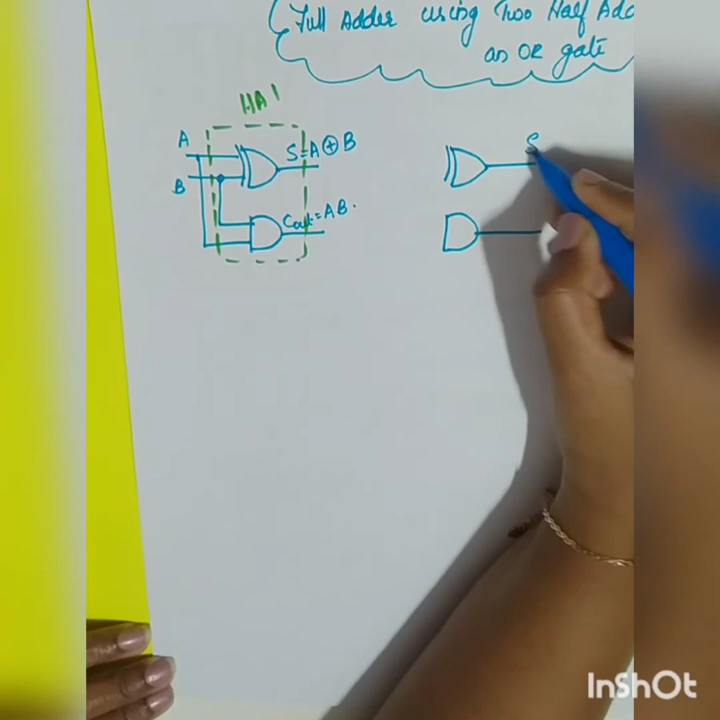 Full Adder using Two Half
as OR gate
HA1
A
S=A⊕B
B
Cout=AB.
S
InShOt